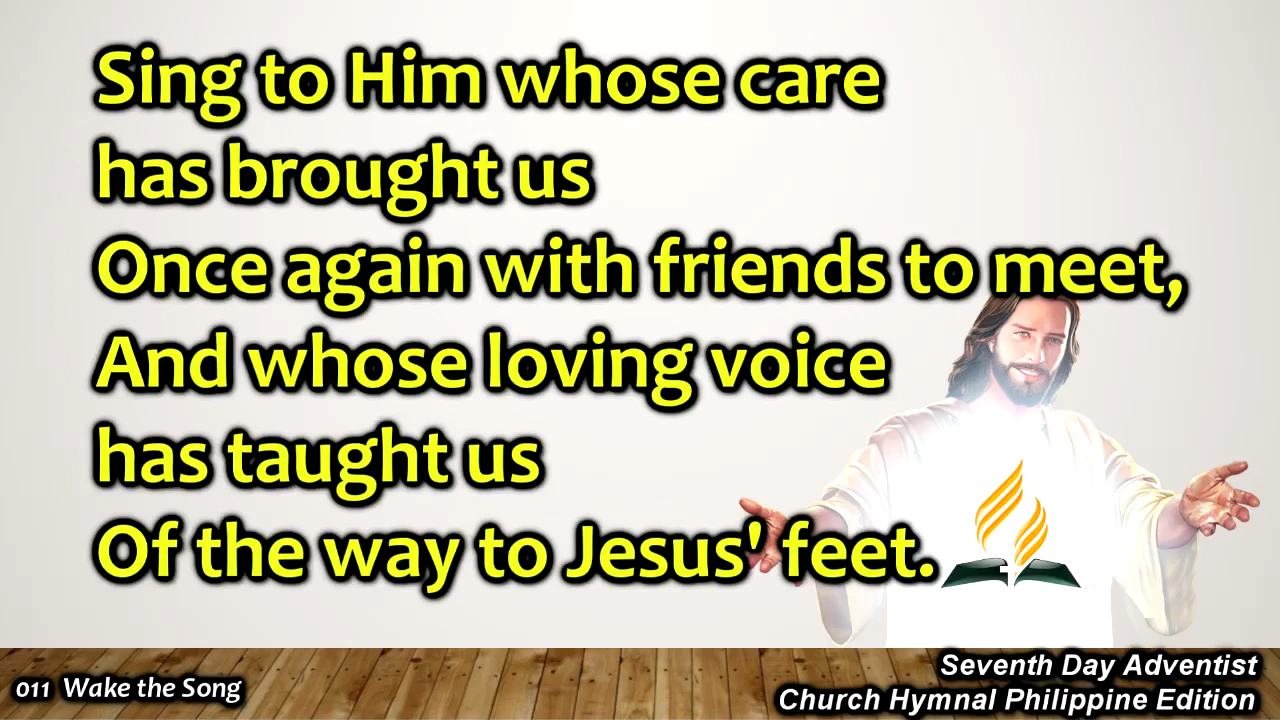 Sing to Him whose care
has brought us
Once again with friends to meet,
And whose loving voice
has taught us
Of the way to Jesus' feet.
011 Wake the Song
Seventh Day Adventist
Church Hymnal Philippine Edition